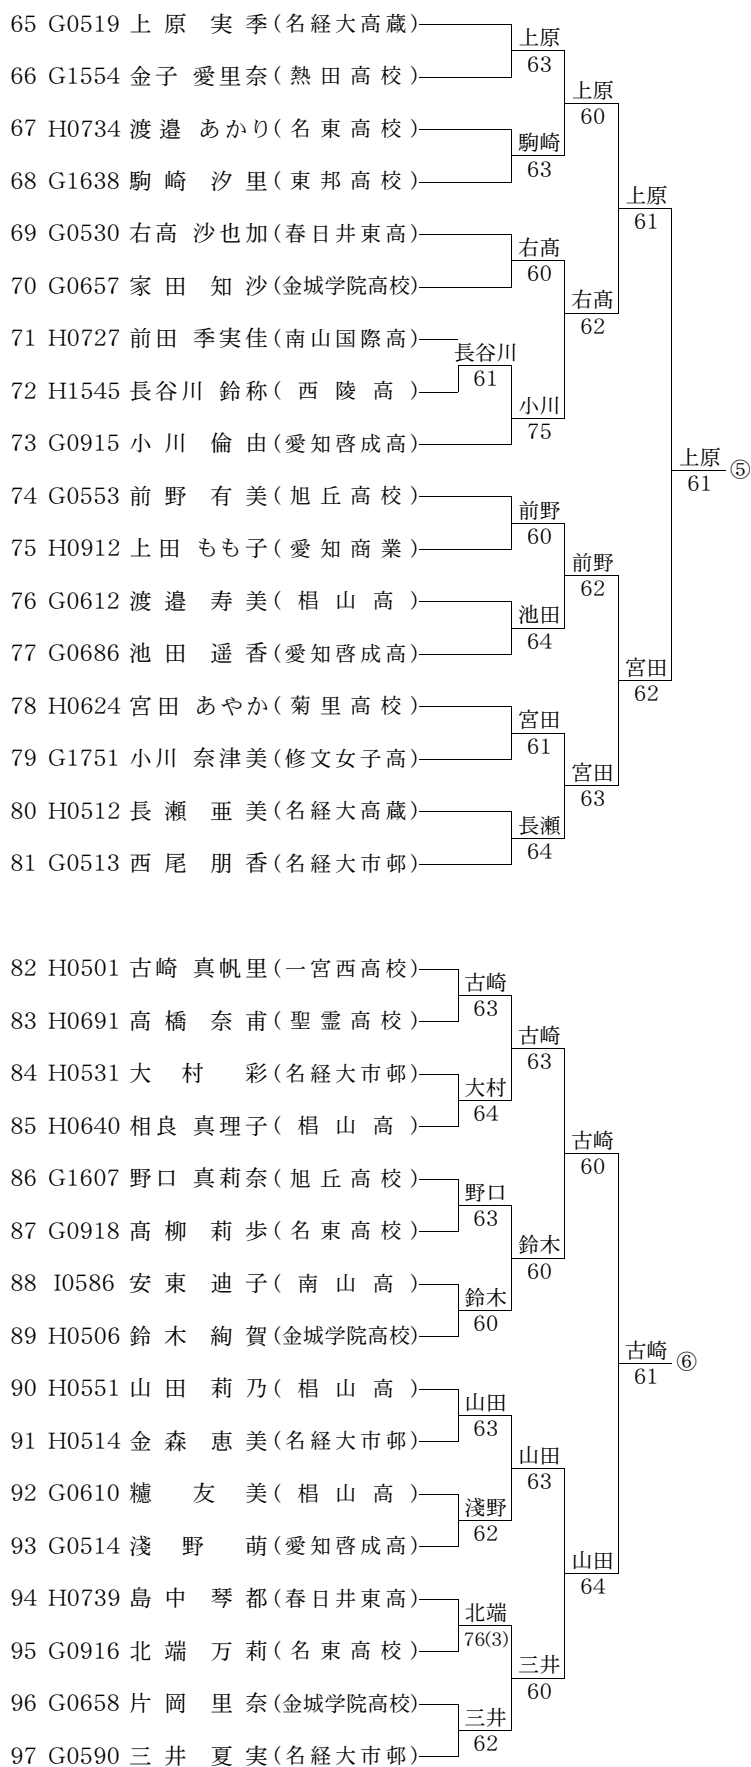 65 G0519 上 原 実 季(名経大高蔵)
上原
63
66 G1554 金子 愛里奈(熱田高校)
上原
60
67 H0734 渡邉 あかり(名東高校)
駒崎
63
68 G1638 駒崎 汐里(東邦高校)
上原
61
69 G0530 右高 沙也加(春日井東高)
右髙
60
70 G0657 家田 知沙(金城学院高校)
右髙
62
71 H0727 前田 季実佳(南山国際高)
長谷川
61
72 H1545 長谷川 鈴称(西陵高)
小川
75
73 G0915 小川 倫由(愛知啓成高)
上原 ⑤
61
74 G0553 前野 有美(旭丘高校)
前野
60
75 H0912 上田 もも子(愛知商業)
前野
62
76 G0612 渡邉 寿美(椙山高)
池田
64
77 G0686 池田 遥香(愛知啓成高)
宮田
62
78 H0624 宮田 あやか(菊里高校)
宮田
61
79 G1751 小川 奈津美(修文女子高)
宮田
63
80 H0512 長瀬 亜美(名経大高蔵)
長瀬
64
81 G0513 西尾 朋香(名経大市邨)
82 H0501 古崎 真帆里(一宮西高校)
古崎
63
83 H0691 高橋 奈甫(聖霊高校)
古崎
63
84 H0531 大村 彩(名経大市邨)
大村
64
85 H0640 相良 真理子(椙山高)
古崎
60
86 G1607 野口 真莉奈(旭丘高校)
野口
63
87 G0918 髙柳 莉歩(名東高校)
鈴木
60
88 I0586 安東 迪子(南山高)
鈴木
60
89 H0506 鈴木 絢賀(金城学院高校)
古崎 ⑥
61
90 H0551 山田 莉乃(椙山高)
山田
63
91 H0514 金森 恵美(名経大市邨)
山田
63
92 G0610 穂 友美(椙山高)
淺野
62
93 G0514 淺野 萌(愛知啓成高)
山田
64
94 H0739 島中 琴都(春日井東高)
北端
76(3)
95 G0916 北端 万莉(名東高校)
三井
60
96 G0658 片岡 里奈(金城学院高校)
三井
62
97 G0590 三井 夏実(名経大市邨)